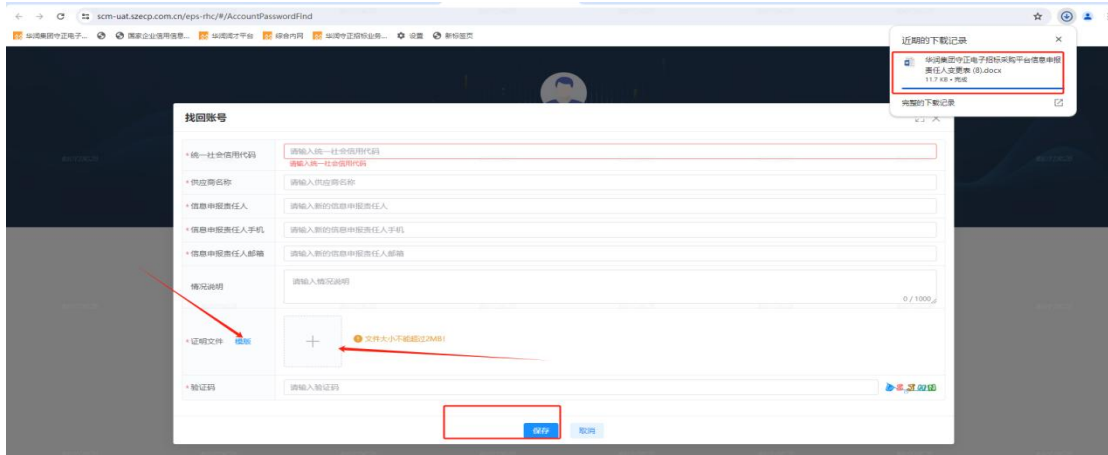 scm-uat.szecp.com.cn/eps-rhc/#/AccountPasswordFind
华润集团守正电子...
国家企业信用信息...
华润润才平台
综合内网
华润守正招标业务...
设置
新标签页
近期的下载记录
华润集团守正电子招标采购平台信息申报
责任人变更表 (8).docx
11.7 KB • 完成
完整的下载记录
找回账号
*统一社会信用代码
请输入统一社会信用代码
请输入统一社会信用代码
*供应商名称
请输入供应商名称
*信息申报责任人
请输入新的信息申报责任人
*信息申报责任人手机
请输入新的信息申报责任人手机
*信息申报责任人邮箱
请输入新的信息申报责任人邮箱
情况说明
请输入情况说明
0 / 1000
*证明文件 模版
文件大小不能超过2MB!
*验证码
请输入验证码
保存
取消